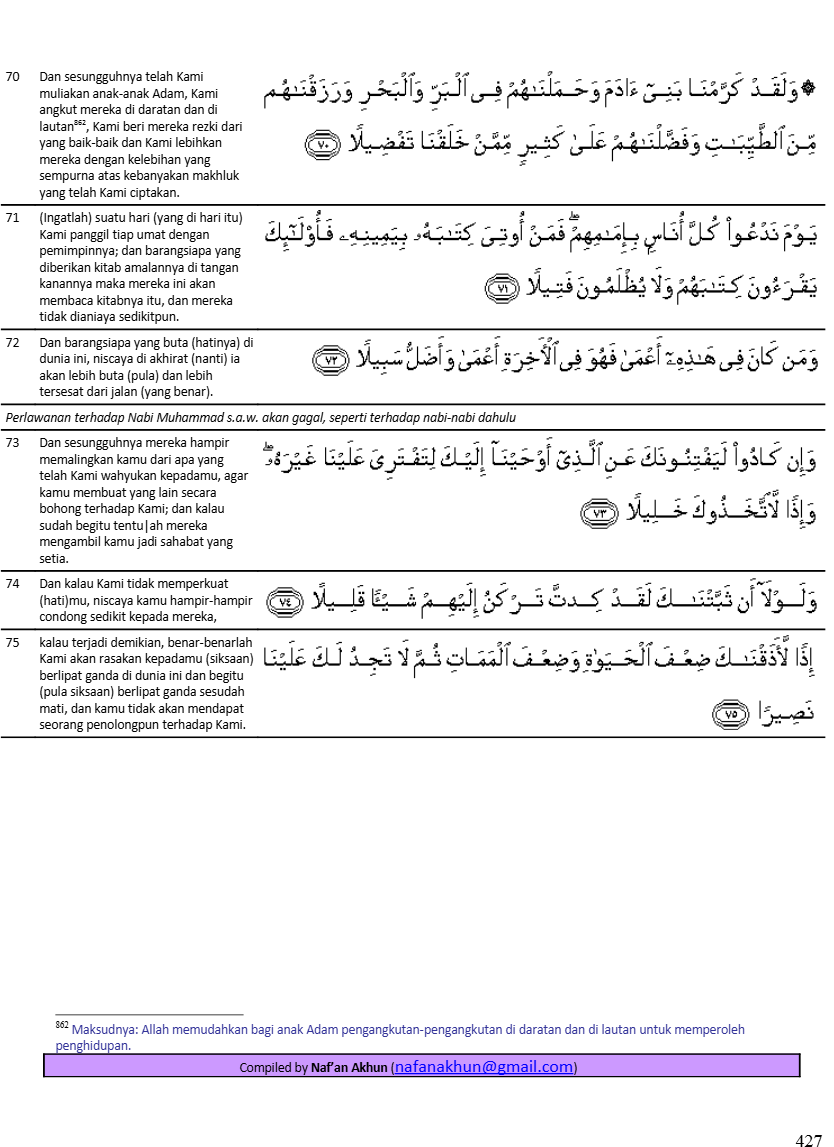 70
Dan sesungguhnya telah Kami
muliakan anak-anak Adam, Kami
angkut mereka di daratan dan di
lautan⁸⁶², Kami beri mereka rezki dari
yang baik-baik dan Kami lebihkan
mereka dengan kelebihan yang
sempurna atas kebanyakan makhluk
yang telah Kami ciptakan.
۞ وَلَقَدْ كَرَّمْنَا بَنِىٓ ءَادَمَ وَحَمَلْنَـٰهُمْ فِى ٱلْبَرِّ وَٱلْبَحْرِ وَرَزَقْنَـٰهُم
مِّنَ ٱلطَّيِّبَـٰتِ وَفَضَّلْنَـٰهُمْ عَلَىٰ كَثِيرٍ مِّمَّنْ خَلَقْنَا تَفْضِيلًا ٧٠
71
(Ingatlah) suatu hari (yang di hari itu)
Kami panggil tiap umat dengan
pemimpinnya; dan barangsiapa yang
diberikan kitab amalannya di tangan
kanannya maka mereka ini akan
membaca kitabnya itu, dan mereka
tidak dianiaya sedikitpun.
يَوْمَ نَدْعُوا۟ كُلَّ أُنَاسٍۭ بِإِمَـٰمِهِمْ ۖ فَمَنْ أُوتِىَ كِتَـٰبَهُۥ بِيَمِينِهِۦ فَأُو۟لَـٰٓئِكَ
يَقْرَءُونَ كِتَـٰبَهُمْ وَلَا يُظْلَمُونَ فَتِيلًا ٧١
72
Dan barangsiapa yang buta (hatinya) di
dunia ini, niscaya di akhirat (nanti) ia
akan lebih buta (pula) dan lebih
tersesat dari jalan (yang benar).
وَمَن كَانَ فِى هَـٰذِهِۦٓ أَعْمَىٰ فَهُوَ فِى ٱلْـَٔاخِرَةِ أَعْمَىٰ وَأَضَلُّ سَبِيلًا ٧٢
Perlawanan terhadap Nabi Muhammad s.a.w. akan gagal, seperti terhadap nabi-nabi dahulu
73
Dan sesungguhnya mereka hampir
memalingkan kamu dari apa yang
telah Kami wahyukan kepadamu, agar
kamu membuat yang lain secara
bohong terhadap Kami; dan kalau
sudah begitu tentu|ah mereka
mengambil kamu jadi sahabat yang
setia.
وَإِن كَادُوا۟ لَيَفْتِنُونَكَ عَنِ ٱلَّذِىٓ أَوْحَيْنَآ إِلَيْكَ لِتَفْتَرِىَ عَلَيْنَا غَيْرَهُۥ ۖ
وَإِذًا لَّٱتَّخَذُوكَ خَلِيلًا ٧٣
74
Dan kalau Kami tidak memperkuat
(hati)mu, niscaya kamu hampir-hampir
condong sedikit kepada mereka,
وَلَوْلَآ أَن ثَبَّتْنَـٰكَ لَقَدْ كِدتَّ تَرْكَنُ إِلَيْهِمْ شَيْـًٔا قَلِيلًا ٧٤
75
kalau terjadi demikian, benar-benarlah
Kami akan rasakan kepadamu (siksaan)
berlipat ganda di dunia ini dan begitu
(pula siksaan) berlipat ganda sesudah
mati, dan kamu tidak akan mendapat
seorang penolongpun terhadap Kami.
إِذًا لَّأَذَقْنَـٰكَ ضِعْفَ ٱلْحَيَوٰةِ وَضِعْفَ ٱلْمَمَاتِ ثُمَّ لَا تَجِدُ لَكَ عَلَيْنَا
نَصِيرًا ٧٥
⁸⁶² Maksudnya: Allah memudahkan bagi anak Adam pengangkutan-pengangkutan di daratan dan di lautan untuk memperoleh
penghidupan.
Compiled by Naf’an Akhun (nafanakhun@gmail.com)
427